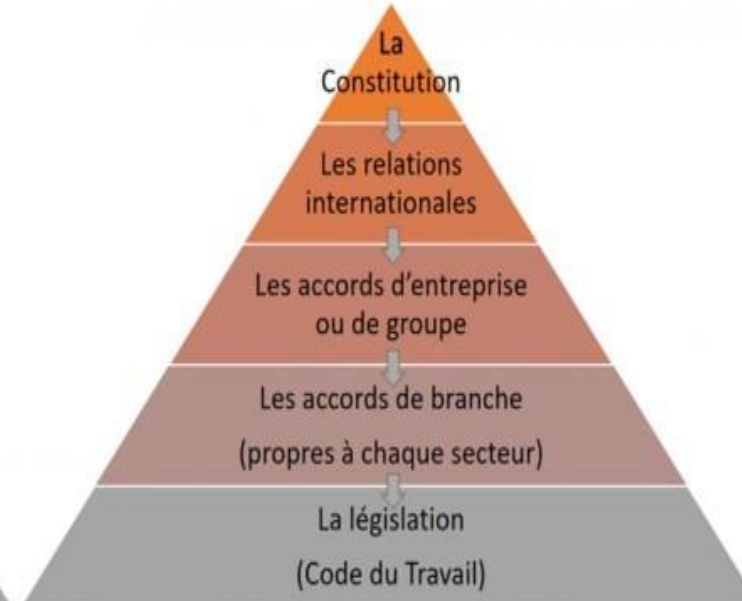 La
Constitution
Les relations
internationales
Les accords d’entreprise
ou de groupe
Les accords de branche
(propres à chaque secteur)
La législation
(Code du Travail)